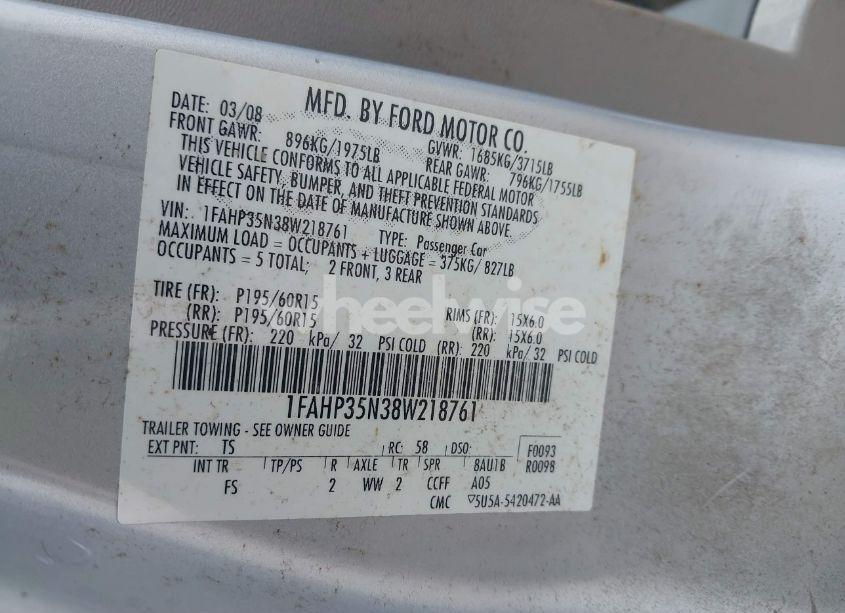 MFD. BY FORD MOTOR CO.
DATE: 03/08
FRONT GAWR: 896KG/1975LB
GVWR: 1685KG/3715LB
REAR GAWR: 796KG/1755LB
THIS VEHICLE CONFORMS TO ALL APPLICABLE FEDERAL MOTOR
VEHICLE SAFETY, BUMPER, AND THEFT PREVENTION STANDARDS
IN EFFECT ON THE DATE OF MANUFACTURE SHOWN ABOVE.
VIN: 1FAHP35N38W218761 TYPE: Passenger Car
MAXIMUM LOAD = OCCUPANTS + LUGGAGE = 375KG/ 827LB
OCCUPANTS = 5 TOTAL; 2 FRONT, 3 REAR
TIRE (FR): P195/60R15 RIMS (FR): 15X6.0
(RR): P195/60R15 (RR): 15X6.0
PRESSURE (FR): 220 kPa/ 32 PSI COLD (RR): 220 kPa/ 32 PSI COLD
wheelwise
1FAHP35N38W218761
TRAILER TOWING - SEE OWNER GUIDE
EXT PNT: TS RC: 58 DSO: F0093
INT TR TP/PS R AXLE TR SPR 8AU1B R0098
FS 2 WW 2 CCFF A05
CMC ▽5U5A-5420472-AA